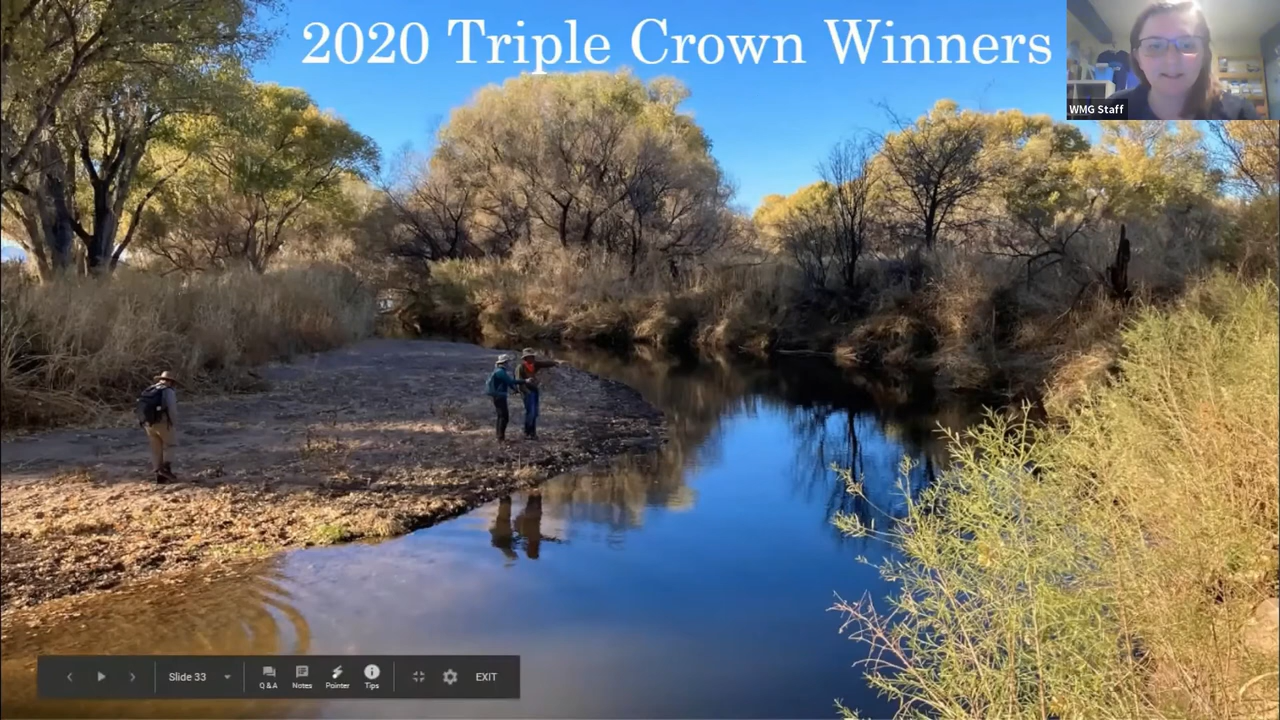 2020 Triple Crown Winners
WMG Staff
Slide 33
Q&A
Notes
Pointer
Tips
EXIT